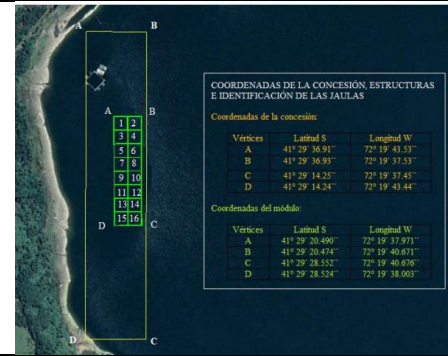 A B
A B
1 2
3 4
5 6
7 8
9 10
11 12
13 14
15 16
D C
D C
COORDENADAS DE LA CONCESIÓN, ESTRUCTURAS
E IDENTIFICACIÓN DE LAS JAULAS
Coordenadas de la concesión:
Vértices Latitud S Longitud W
A 41° 29´ 36.91´´ 72° 19´ 43.53´´
B 41° 29´ 36.93´´ 72° 19´ 37.53´´
C 41° 29´ 14.25´´ 72° 19´ 37.45´´
D 41° 29´ 14.24´´ 72° 19´ 43.44´´
Coordenadas del módulo:
Vértices Latitud S Longitud W
A 41° 29´ 20.490´´ 72° 19´ 37.971´´
B 41° 29´ 20.474´´ 72° 19´ 40.671´´
C 41° 29´ 28.552´´ 72° 19´ 40.676´´
D 41° 29´ 28.524´´ 72° 19´ 38.003´´